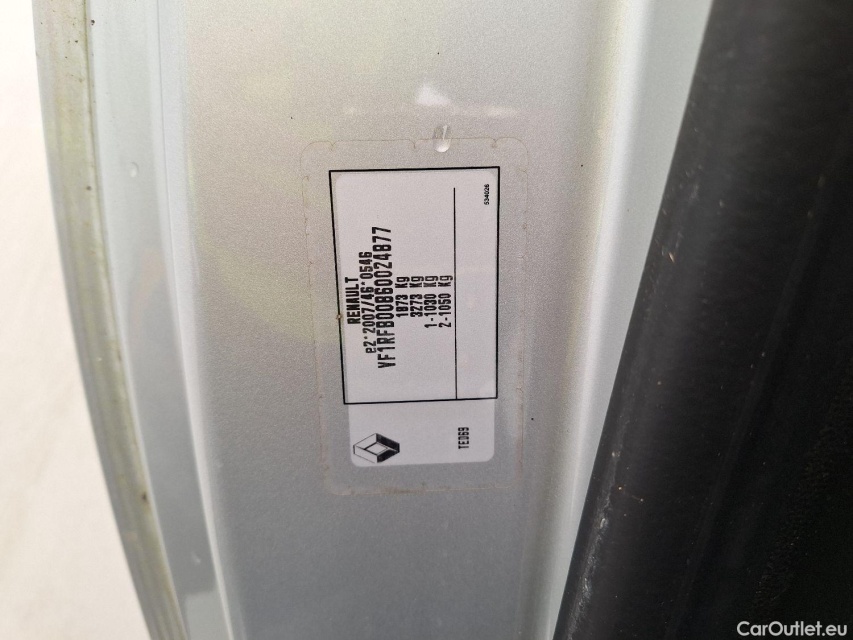 RENAULT
e2*2007/46*0546
VF1RFB00860024877
1873 Kg
3273 Kg
1-1030 Kg
2-1050 Kg
534026
TED69
CarOutlet.eu